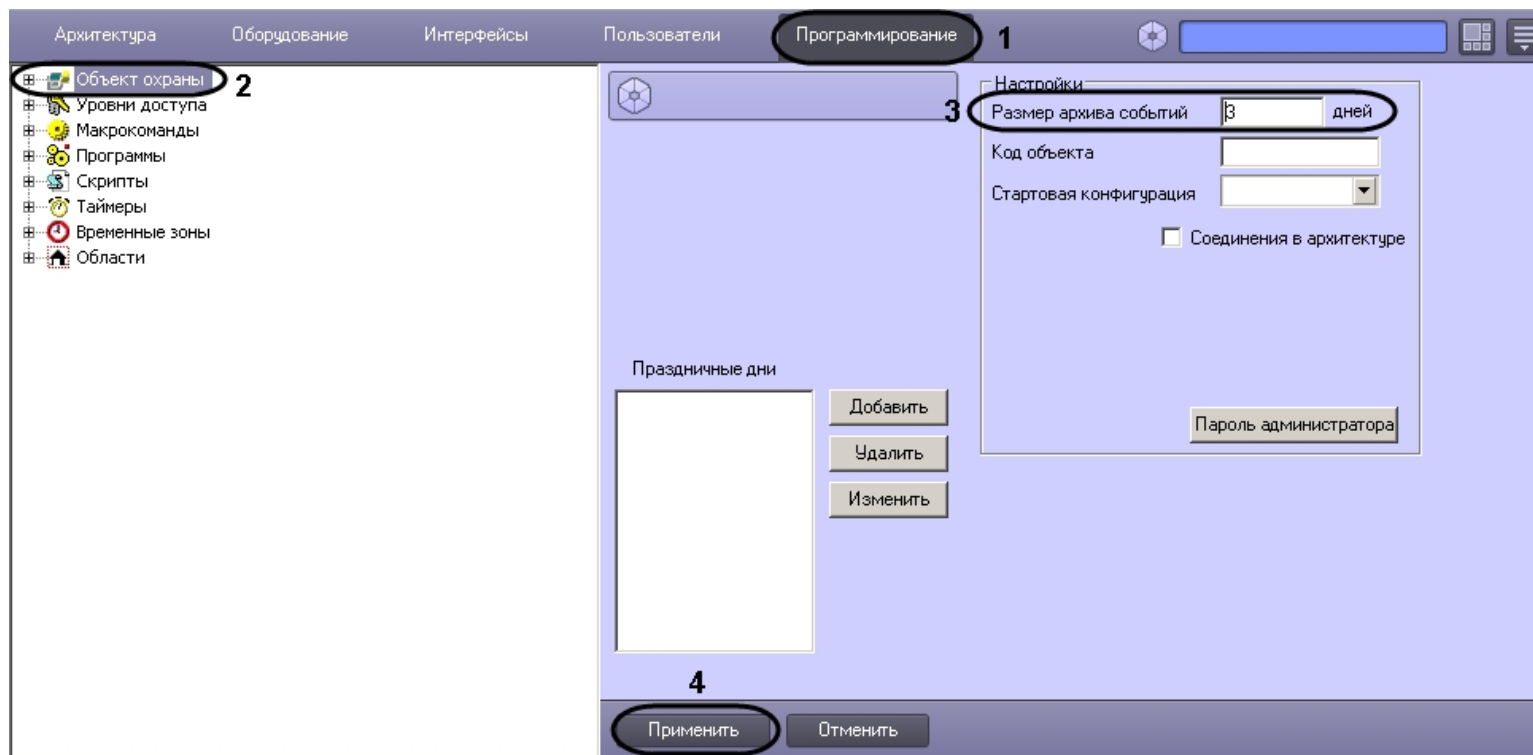 Архитектура Оборудование Интерфейсы Пользователи Программирование 1
Объект охраны 2
Уровни доступа
Макрокоманды
Программы
Скрипты
Таймеры
Временные зоны
Области
Настройки
3 Размер архива событий 3 дней
Код объекта
Стартовая конфигурация
Соединения в архитектуре
Пароль администратора
Праздничные дни
Добавить
Удалить
Изменить
4
Применить Отменить